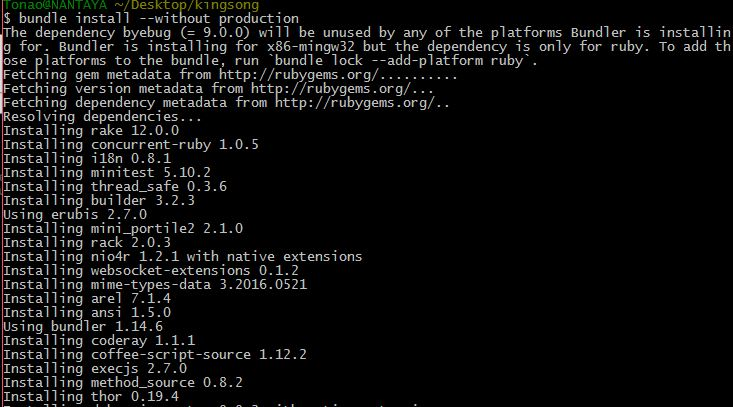 Tonao@NANTAYA ~/Desktop/kingsong
$ bundle install --without production
The dependency byebug (= 9.0.0) will be unused by any of the platforms Bundler is installin
g for. Bundler is installing for x86-mingw32 but the dependency is only for ruby. To add th
ose platforms to the bundle, run `bundle lock --add-platform ruby`.
Fetching gem metadata from http://rubygems.org/..........
Fetching version metadata from http://rubygems.org/...
Fetching dependency metadata from http://rubygems.org/..
Resolving dependencies...
Installing rake 12.0.0
Installing concurrent-ruby 1.0.5
Installing i18n 0.8.1
Installing minitest 5.10.2
Installing thread_safe 0.3.6
Installing builder 3.2.3
Using erubis 2.7.0
Installing mini_portile2 2.1.0
Installing rack 2.0.3
Installing nio4r 1.2.1 with native extensions
Installing websocket-extensions 0.1.2
Installing mime-types-data 3.2016.0521
Installing arel 7.1.4
Installing ansi 1.5.0
Using bundler 1.14.6
Installing coderay 1.1.1
Installing coffee-script-source 1.12.2
Installing execjs 2.7.0
Installing method_source 0.8.2
Installing thor 0.19.4